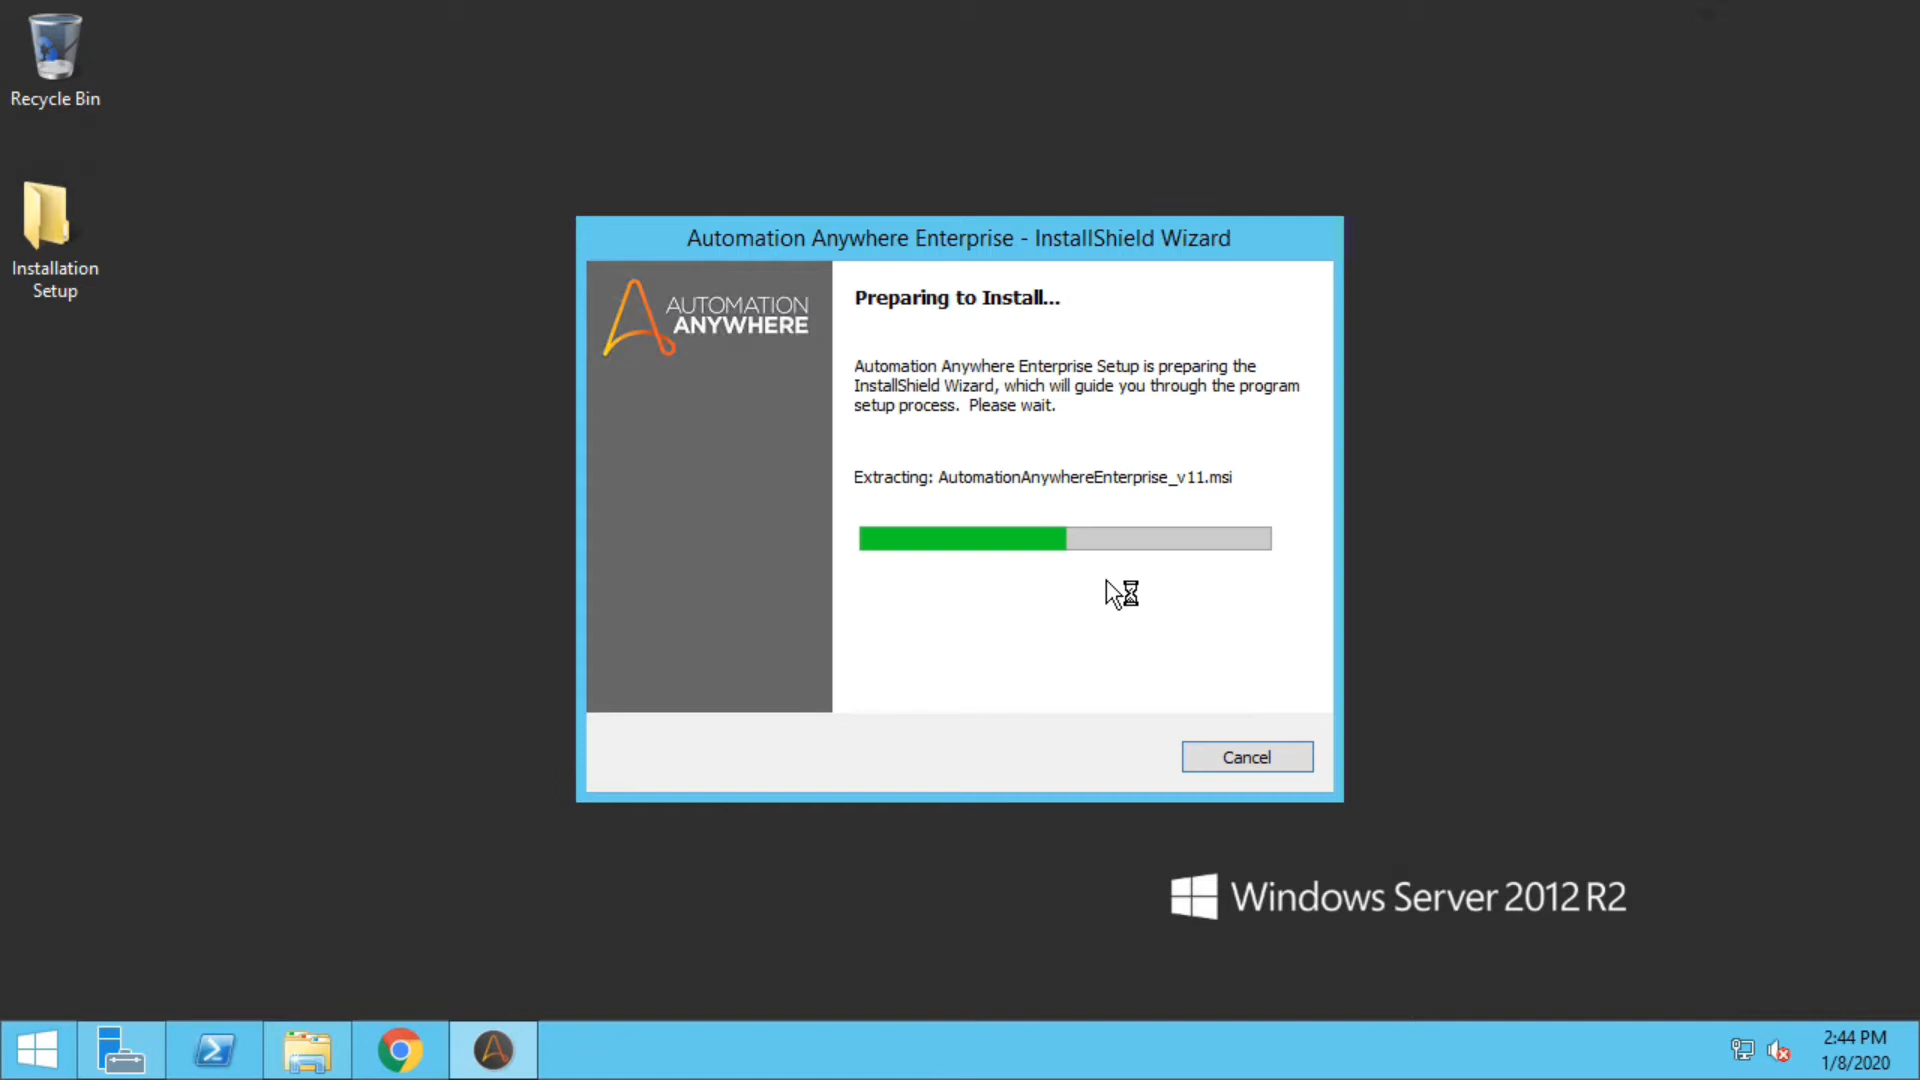 Recycle Bin
Installation
Setup
Automation Anywhere Enterprise - InstallShield Wizard
AUTOMATION
ANYWHERE
Preparing to Install...
Automation Anywhere Enterprise Setup is preparing the
InstallShield Wizard, which will guide you through the program
setup process.  Please wait.
Extracting: AutomationAnywhereEnterprise_v11.msi
Cancel
Windows Server 2012 R2
2:44 PM
1/8/2020